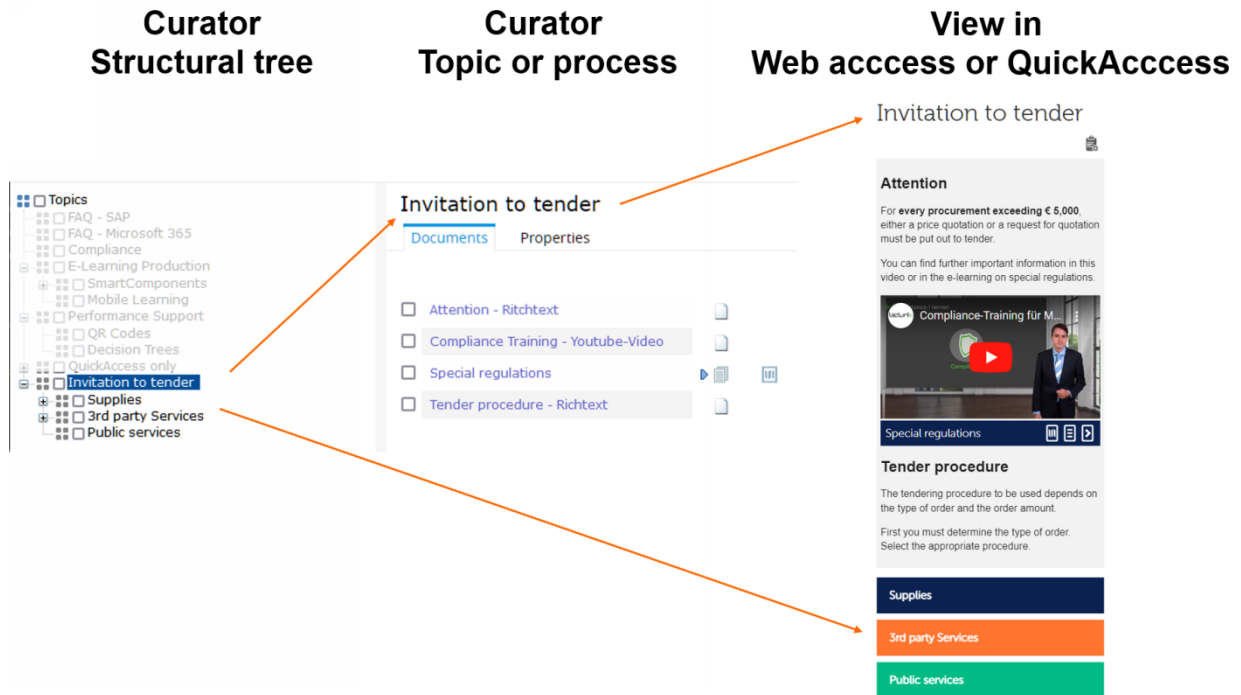 Curator
Structural tree
Curator
Topic or process
View in
Web acccess or QuickAcccess
Topics
FAQ - SAP
FAQ - Microsoft 365
Compliance
E-Learning Production
SmartComponents
Mobile Learning
Performance Support
QR Codes
Decision Trees
QuickAccess only
Invitation to tender
Supplies
3rd party Services
Public services
Invitation to tender
Documents Properties
Attention - Ritchtext
Compliance Training - Youtube-Video
Special regulations
Tender procedure - Richtext
Invitation to tender
Attention
For every procurement exceeding € 5,000,
either a price quotation or a request for quotation
must be put out to tender.
You can find further important information in this
video or in the e-learning on special regulations.
Compliance-Training für M...
Special regulations
Tender procedure
The tendering procedure to be used depends on
the type of order and the order amount.
First you must determine the type of order.
Select the appropriate procedure.
Supplies
3rd party Services
Public services